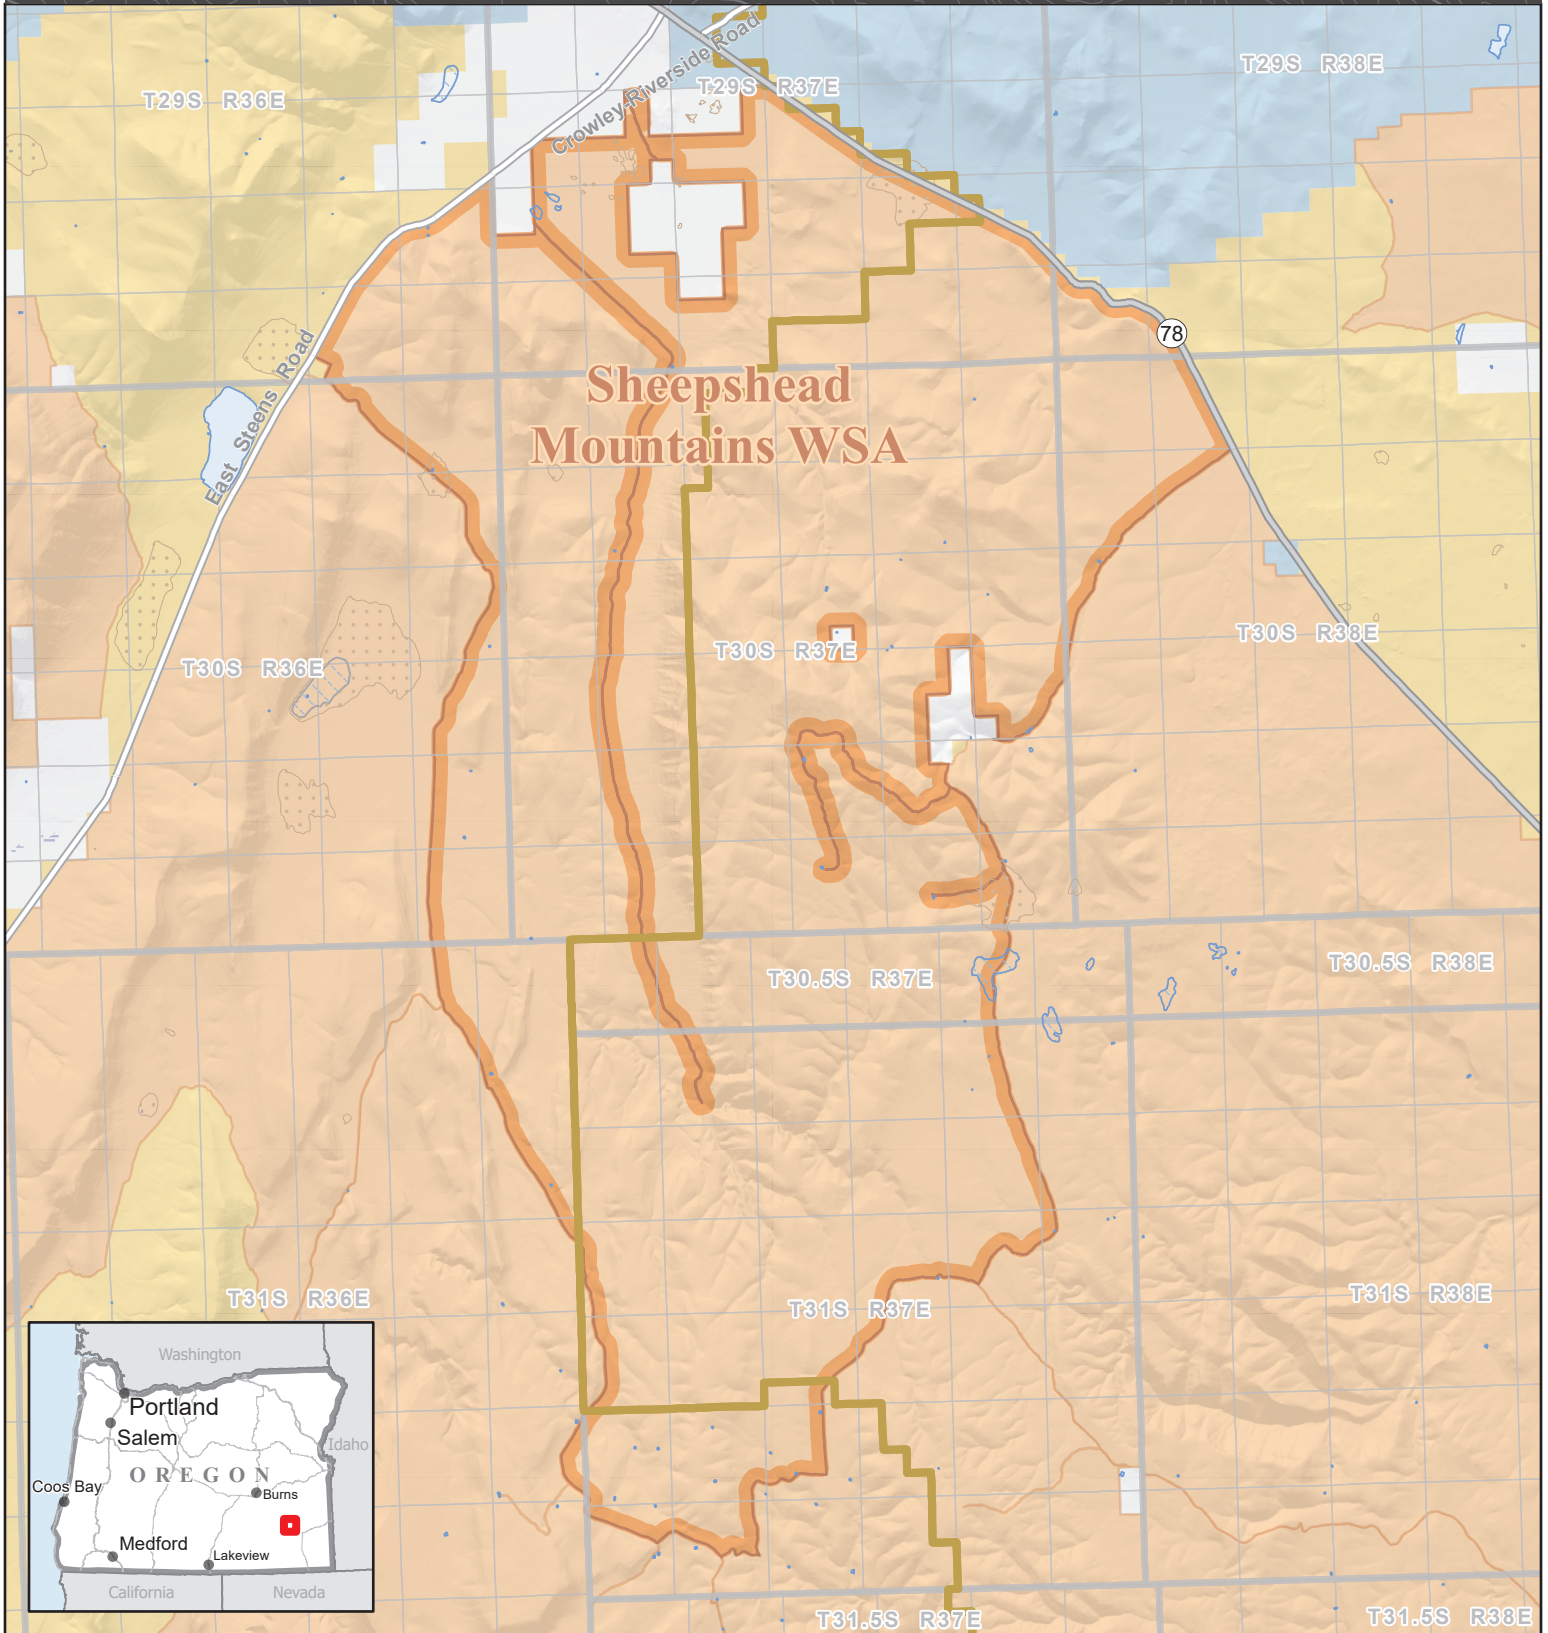 Crowley-Riverside Road
T29S R38E
T29S R37E
T29S R36E
78
East Steens Road
Sheepshead
Mountains WSA
T30S R38E
T30S R37E
T30S R36E
T30.5S R38E
T30.5S R37E
T31S R38E
T31S R36E
T31S R37E
Washington
Portland
Salem
Idaho
OREGON
Coos Bay
Burns
Medford
Lakeview
California
Nevada
T31.5S R37E
T31.5S R38E